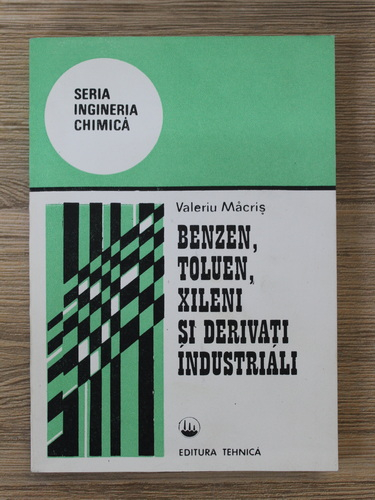 SERIA
INGINERIA
CHIMICĂ
Valeriu Măcriș
BENZEN,
TOLUEN,
XILENI
ȘI DERIVAȚI
INDUSTRIALI
EDITURA TEHNICĂ